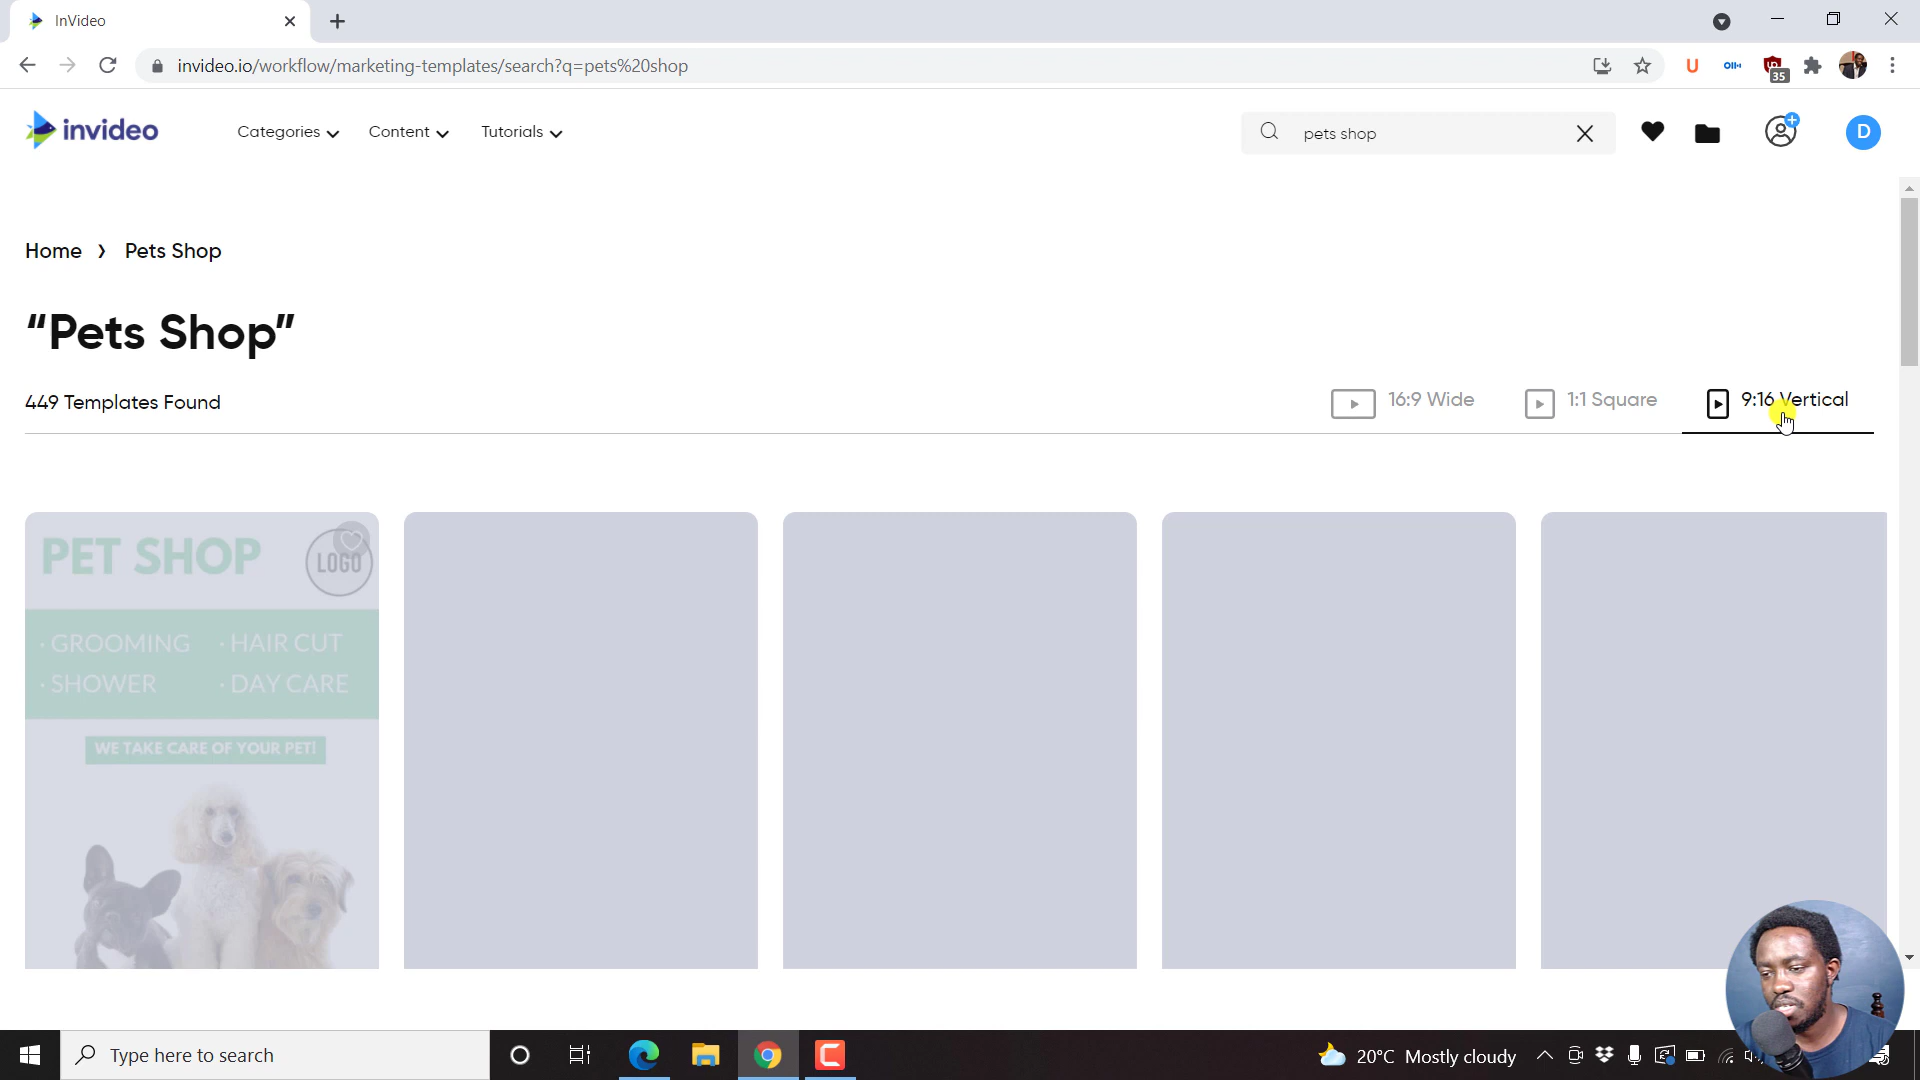 InVideo
invideo.io/workflow/marketing-templates/search?q=pets%20shop
35
invideo
Categories
Content
Tutorials
pets shop
D
Home › Pets Shop
“Pets Shop”
449 Templates Found
16:9 Wide
1:1 Square
9:16 Vertical
PET SHOP
LOGO
· GROOMING · HAIR CUT
· SHOWER · DAY CARE
WE TAKE CARE OF YOUR PET!
Type here to search
20°C Mostly cloudy